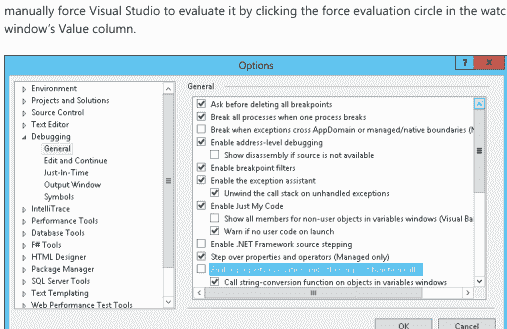 manually force Visual Studio to evaluate it by clicking the force evaluation circle in the watc
window's Value column.
Options
?
X
Environment
Projects and Solutions
Source Control
Text Editor
Debugging
General
Edit and Continue
Just-In-Time
Output Window
Symbols
IntelliTrace
Performance Tools
Database Tools
F# Tools
HTML Designer
Package Manager
SQL Server Tools
Text Templating
Web Performance Test Tools
General
Ask before deleting all breakpoints
Break all processes when one process breaks
Break when exceptions cross AppDomain or managed/native boundaries (M
Enable address-level debugging
Show disassembly if source is not available
Enable breakpoint filters
Enable the exception assistant
Unwind the call stack on unhandled exceptions
Enable Just My Code
Show all members for non-user objects in variables windows (Visual Ba
Warn if no user code on launch
Enable .NET Framework source stepping
Step over properties and operators (Managed only)
Call string-conversion function on objects in variables windows
OK
Cancel